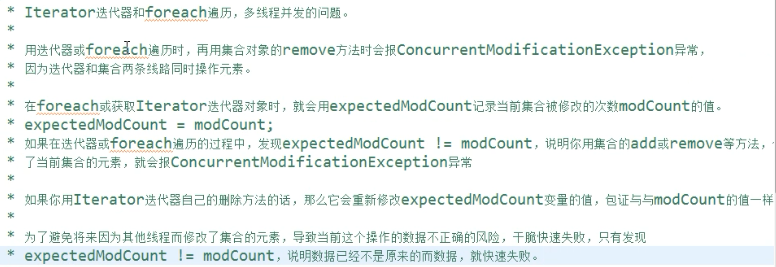 * Iterator迭代器和foreach遍历，多线程并发的问题。
*
* 用迭代器或foreach遍历时，再用集合对象的remove方法时会报ConcurrentModificationException异常，
* 因为迭代器和集合两条线路同时操作元素。
*
* 在foreach或获取Iterator迭代器对象时，就会用expectedModCount记录当前集合被修改的次数modCount的值。
* expectedModCount = modCount;
* 如果在迭代器或foreach遍历的过程中，发现expectedModCount != modCount，说明你用集合的add或remove等方法，
* 了当前集合的元素，就会报ConcurrentModificationException异常
*
* 如果你用Iterator迭代器自己的删除方法的话，那么它会重新修改expectedModCount变量的值，包证与与modCount的值一样
*
* 为了避免将来因为其他线程而修改了集合的元素，导致当前这个操作的数据不正确的风险，干脆快速失败，只有发现
* expectedModCount != modCount，说明数据已经不是原来的而数据，就快速失败。